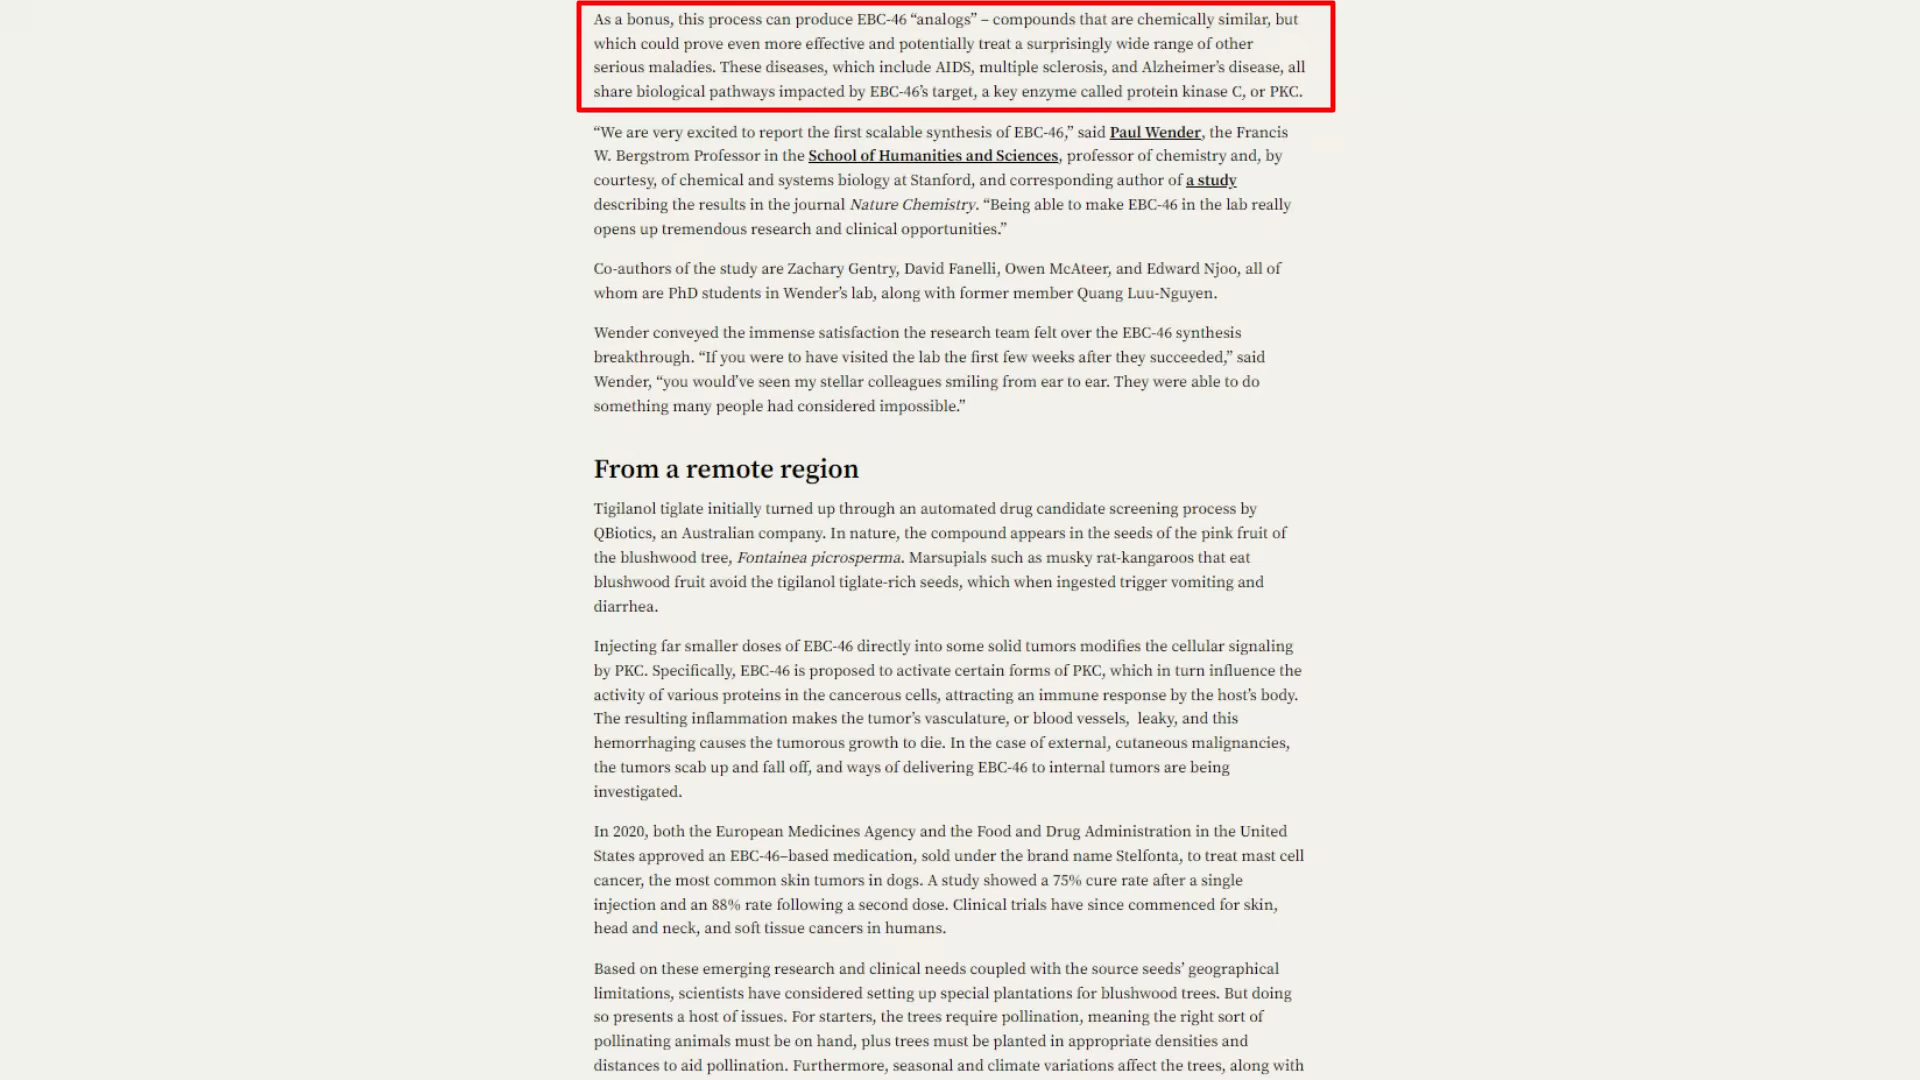 As a bonus, this process can produce EBC-46 “analogs” – compounds that are chemically similar, but
which could prove even more effective and potentially treat a surprisingly wide range of other
serious maladies. These diseases, which include AIDS, multiple sclerosis, and Alzheimer’s disease, all
share biological pathways impacted by EBC-46’s target, a key enzyme called protein kinase C, or PKC.
“We are very excited to report the first scalable synthesis of EBC-46,” said Paul Wender, the Francis
W. Bergstrom Professor in the School of Humanities and Sciences, professor of chemistry and, by
courtesy, of chemical and systems biology at Stanford, and corresponding author of a study
describing the results in the journal Nature Chemistry. “Being able to make EBC-46 in the lab really
opens up tremendous research and clinical opportunities.”
Co-authors of the study are Zachary Gentry, David Fanelli, Owen McAteer, and Edward Njoo, all of
whom are PhD students in Wender’s lab, along with former member Quang Luu-Nguyen.
Wender conveyed the immense satisfaction the research team felt over the EBC-46 synthesis
breakthrough. “If you were to have visited the lab the first few weeks after they succeeded,” said
Wender, “you would’ve seen my stellar colleagues smiling from ear to ear. They were able to do
something many people had considered impossible.”
From a remote region
Tigilanol tiglate initially turned up through an automated drug candidate screening process by
QBiotics, an Australian company. In nature, the compound appears in the seeds of the pink fruit of
the blushwood tree, Fontainea picrosperma. Marsupials such as musky rat-kangaroos that eat
blushwood fruit avoid the tigilanol tiglate-rich seeds, which when ingested trigger vomiting and
diarrhea.
Injecting far smaller doses of EBC-46 directly into some solid tumors modifies the cellular signaling
by PKC. Specifically, EBC-46 is proposed to activate certain forms of PKC, which in turn influence the
activity of various proteins in the cancerous cells, attracting an immune response by the host’s body.
The resulting inflammation makes the tumor’s vasculature, or blood vessels, leaky, and this
hemorrhaging causes the tumorous growth to die. In the case of external, cutaneous malignancies,
the tumors scab up and fall off, and ways of delivering EBC-46 to internal tumors are being
investigated.
In 2020, both the European Medicines Agency and the Food and Drug Administration in the United
States approved an EBC-46–based medication, sold under the brand name Stelfonta, to treat mast cell
cancer, the most common skin tumors in dogs. A study showed a 75% cure rate after a single
injection and an 88% rate following a second dose. Clinical trials have since commenced for skin,
head and neck, and soft tissue cancers in humans.
Based on these emerging research and clinical needs coupled with the source seeds’ geographical
limitations, scientists have considered setting up special plantations for blushwood trees. But doing
so presents a host of issues. For starters, the trees require pollination, meaning the right sort of
pollinating animals must be on hand, plus trees must be planted in appropriate densities and
distances to aid pollination. Furthermore, seasonal and climate variations affect the trees, along with